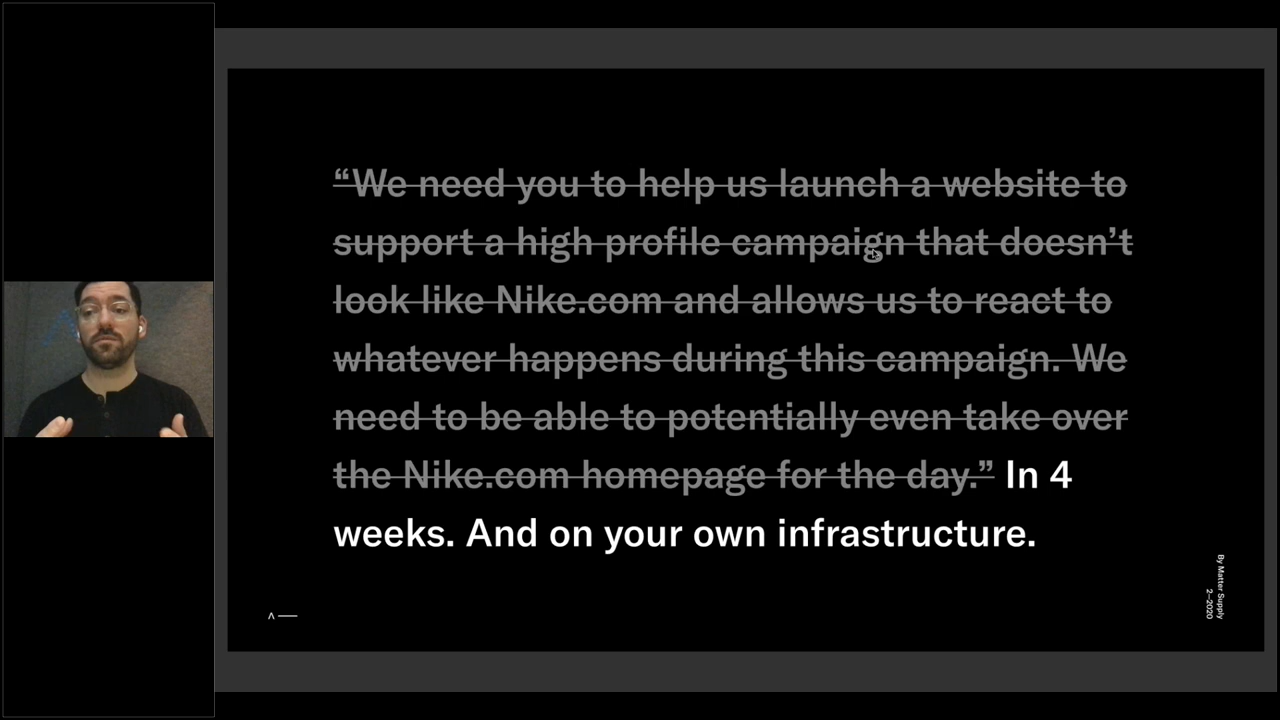 “We need you to help us launch a website to
support a high profile campaign that doesn’t
look like Nike.com and allows us to react to
whatever happens during this campaign. We
need to be able to potentially even take over
the Nike.com homepage for the day.” In 4
weeks. And on your own infrastructure.
By Matter Supply
2–2020